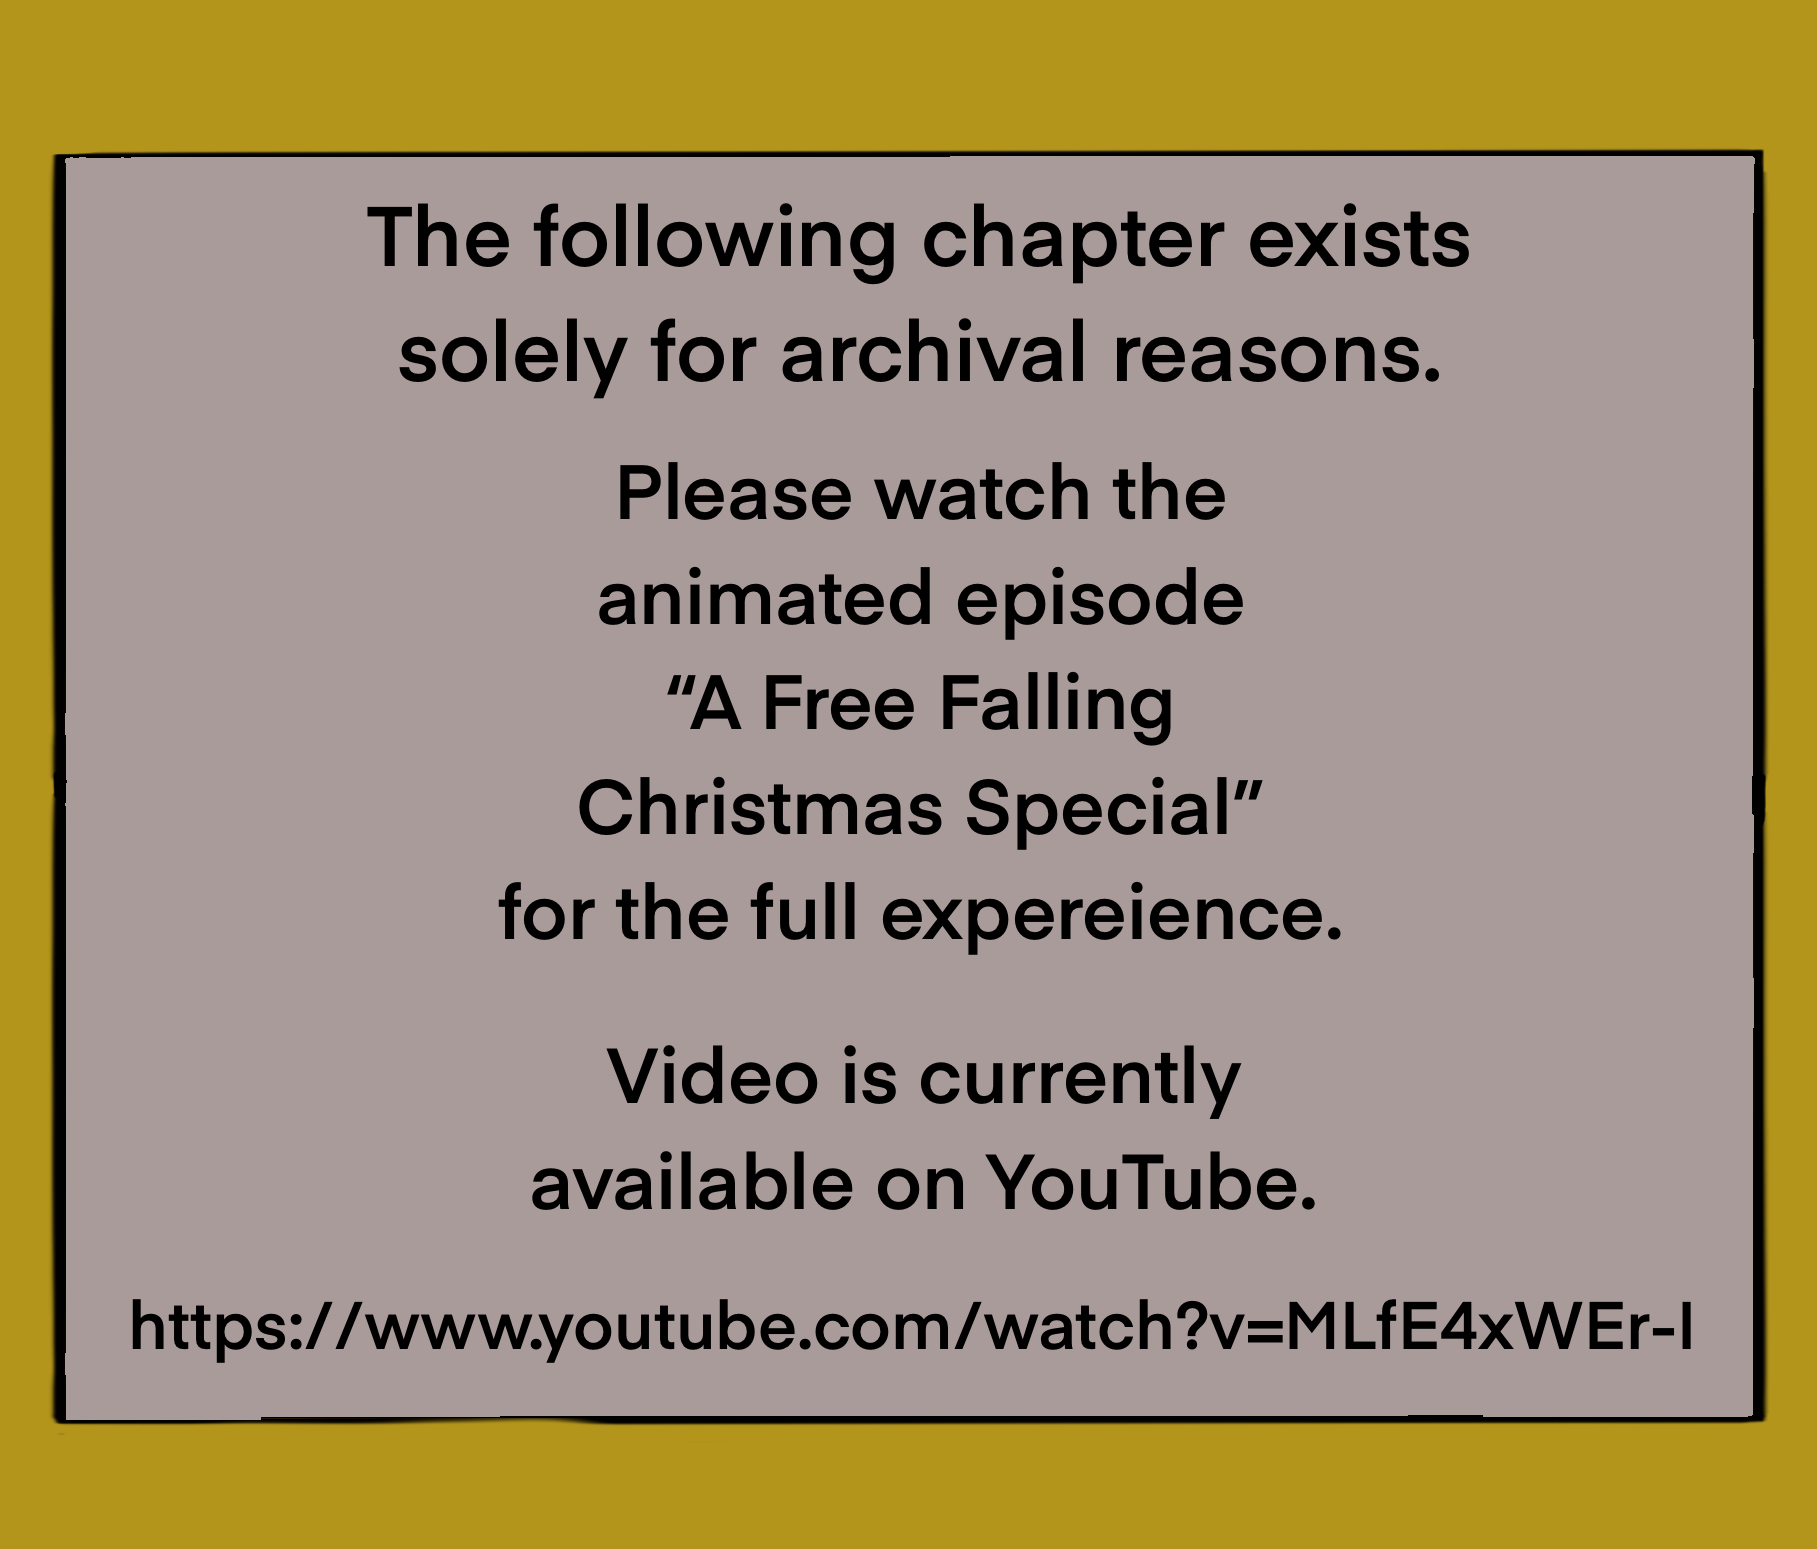 The following chapter exists
solely for archival reasons.
Please watch the
animated episode
“A Free Falling
Christmas Special”
for the full expereience.
Video is currently
available on YouTube.
https://www.youtube.com/watch?v=MLfE4xWEr-I